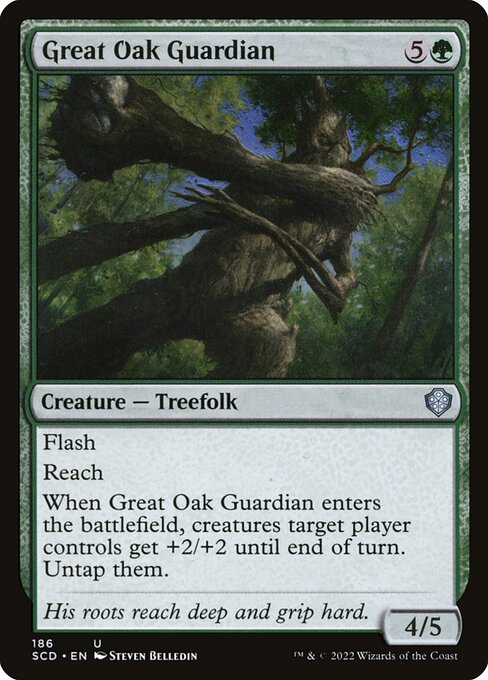 Great Oak Guardian 5
Creature — Treefolk
Flash
Reach
When Great Oak Guardian enters
the battlefield, creatures target player
controls get +2/+2 until end of turn.
Untap them.
His roots reach deep and grip hard.
4/5
186 U
SCD • EN Steven Belledin
™ & © 2022 Wizards of the Coast